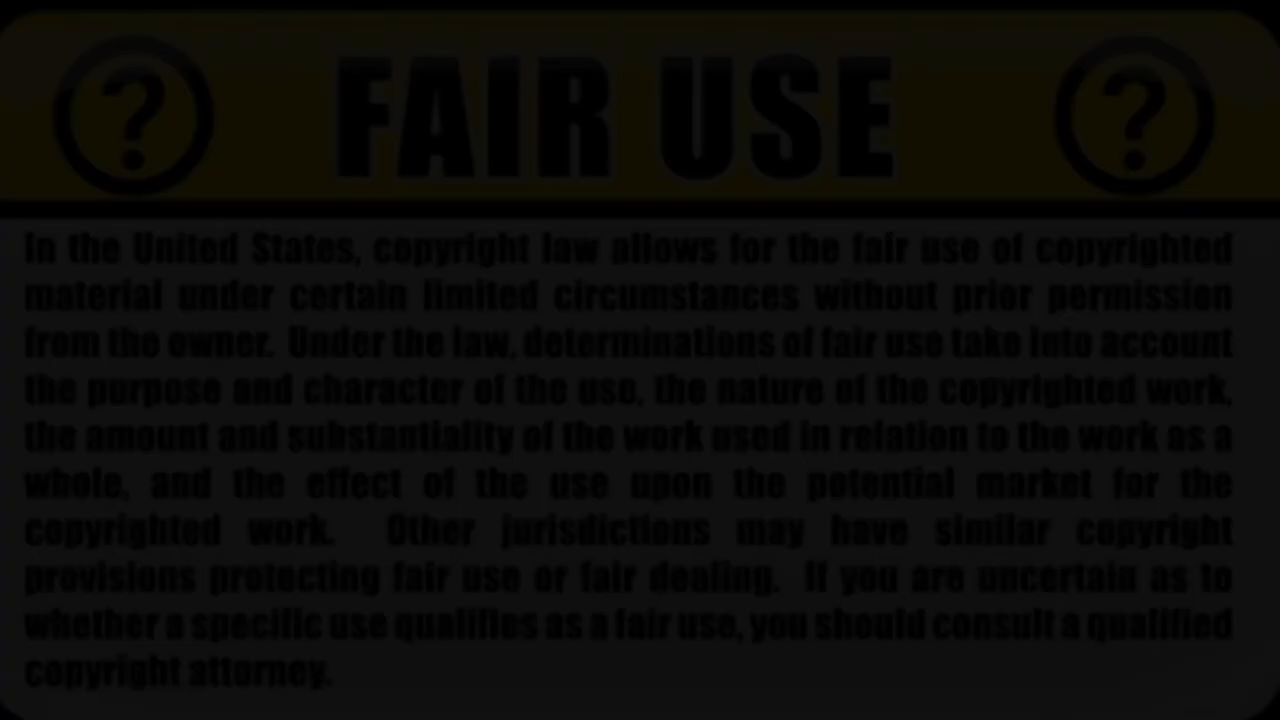 ? FAIR USE ?
In the United States, copyright law allows for the fair use of copyrighted
material under certain limited circumstances without prior permission
from the owner. Under the law, determinations of fair use take into account
the purpose and character of the use, the nature of the copyrighted work,
the amount and substantiality of the work used in relation to the work as a
whole, and the effect of the use upon the potential market for the
copyrighted work. Other jurisdictions may have similar copyright
provisions protecting fair use or fair dealing. If you are uncertain as to
whether a specific use qualifies as a fair use, you should consult a qualified
copyright attorney.